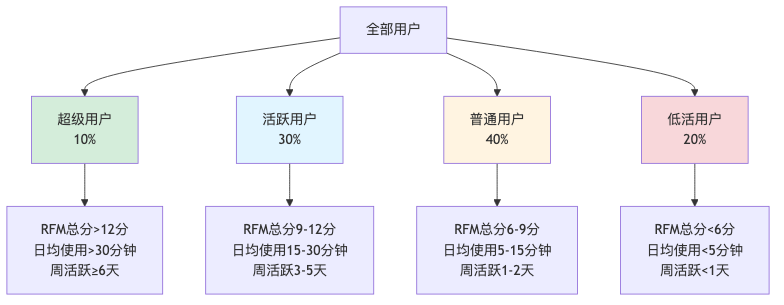 全部用户
超级用户
10%
活跃用户
30%
普通用户
40%
低活用户
20%
RFM总分>12分
日均使用>30分钟
周活跃≥6天
RFM总分9-12分
日均使用15-30分钟
周活跃3-5天
RFM总分6-9分
日均使用5-15分钟
周活跃1-2天
RFM总分<6分
日均使用<5分钟
周活跃<1天